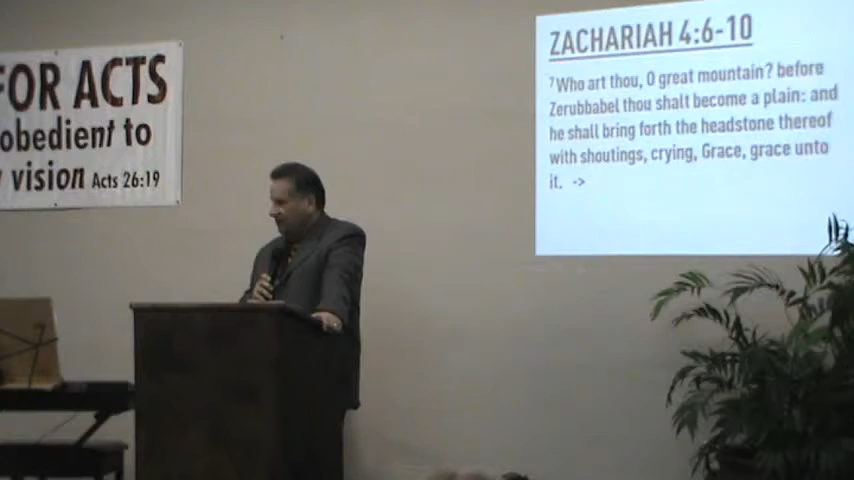 FOR ACTS
obedient to
vision Acts 26:19
ZACHARIAH 4:6-10
7 Who art thou, O great mountain? before
Zerubbabel thou shalt become a plain: and
he shall bring forth the headstone thereof
with shoutings, crying, Grace, grace unto
it. ->